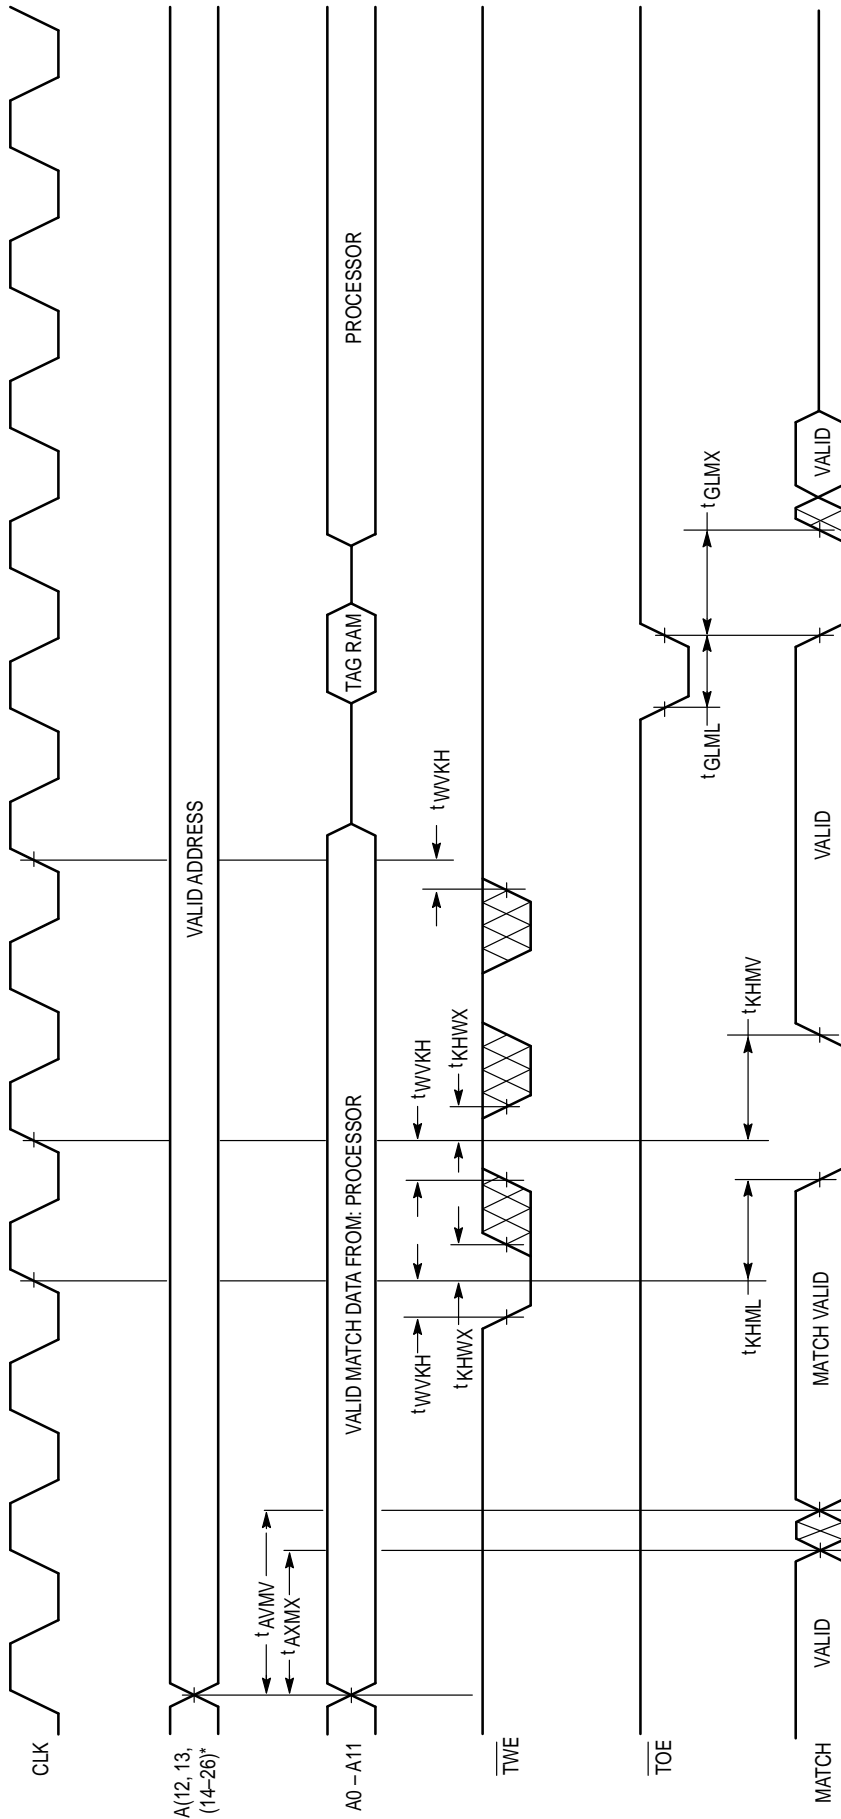 CLK
A(12, 13,
(14–26)*
VALID ADDRESS
tAVMV
tAXMX
A0 – A11
VALID MATCH DATA FROM: PROCESSOR
TAG RAM
PROCESSOR
tWVKH
tKHWX
tWVKH
tKHWX
tWVKH
TWE
TOE
tGLML
tGLMX
tKHML
tKHMV
MATCH
VALID
MATCH VALID
VALID
VALID